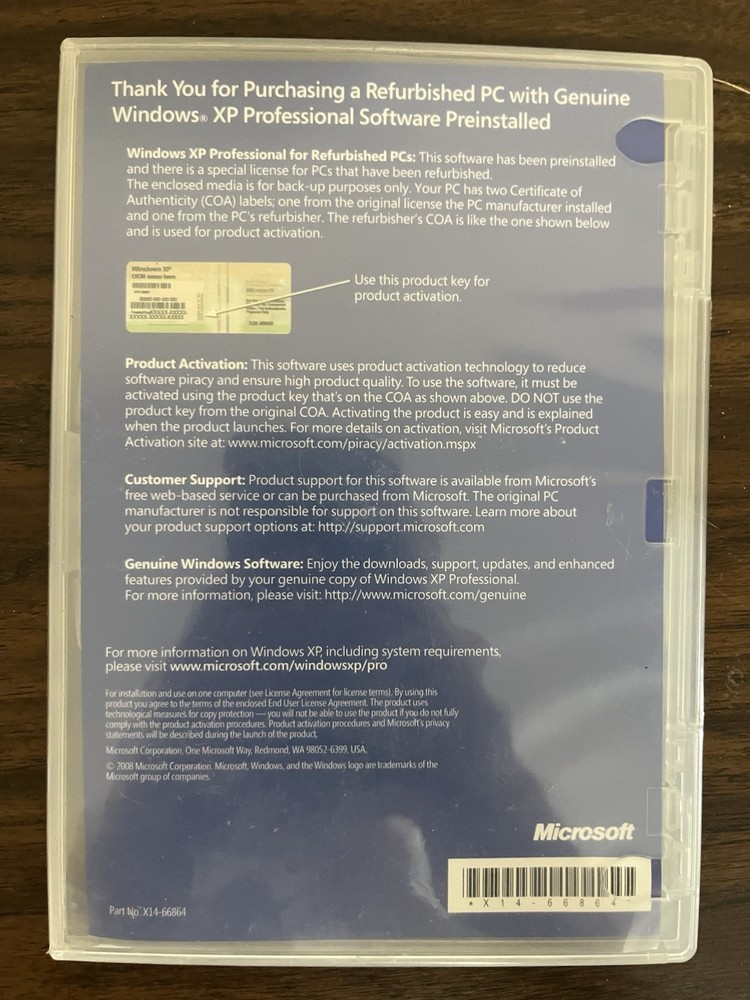 Thank You for Purchasing a Refurbished PC with Genuine
Windows® XP Professional Software Preinstalled
Windows XP Professional for Refurbished PCs: This software has been preinstalled
and there is a special license for PCs that have been refurbished.
The enclosed media is for back-up purposes only. Your PC has two Certificate of
Authenticity (COA) labels; one from the original license the PC manufacturer installed
and one from the PC's refurbisher. The refurbisher's COA is like the one shown below
and is used for product activation.
Windows XP
OEM name here
Microsoft
XXXXX-XXXXX-XXXXX
Use this product key for
product activation.
Product Activation: This software uses product activation technology to reduce
software piracy and ensure high product quality. To use the software, it must be
activated using the product key that's on the COA as shown above. DO NOT use the
product key from the original COA. Activating the product is easy and is explained
when the product launches. For more details on activation, visit Microsoft's Product
Activation site at: www.microsoft.com/piracy/activation.mspx
Customer Support: Product support for this software is available from Microsoft's
free web-based service or can be purchased from Microsoft. The original PC
manufacturer is not responsible for support on this software. Learn more about
your product support options at: http://support.microsoft.com
Genuine Windows Software: Enjoy the downloads, support, updates, and enhanced
features provided by your genuine copy of Windows XP Professional.
For more information, please visit: http://www.microsoft.com/genuine
For more information on Windows XP, including system requirements,
please visit www.microsoft.com/windowsxp/pro
For installation and use on one computer (see License Agreement for license terms). By using this
product you agree to the terms of the enclosed End User License Agreement. The product uses
technological measures for copy protection — you will not be able to use the product if you do not fully
comply with the product activation procedures. Product activation procedures and Microsoft's privacy
statements will be described during the launch of the product.
Microsoft Corporation, One Microsoft Way, Redmond, WA 98052-6399, USA.
© 2008 Microsoft Corporation. Microsoft, Windows, and the Windows logo are trademarks of the
Microsoft group of companies.
Microsoft
* X 1 4 - 6 6 8 6 4
Part No. X14-66864